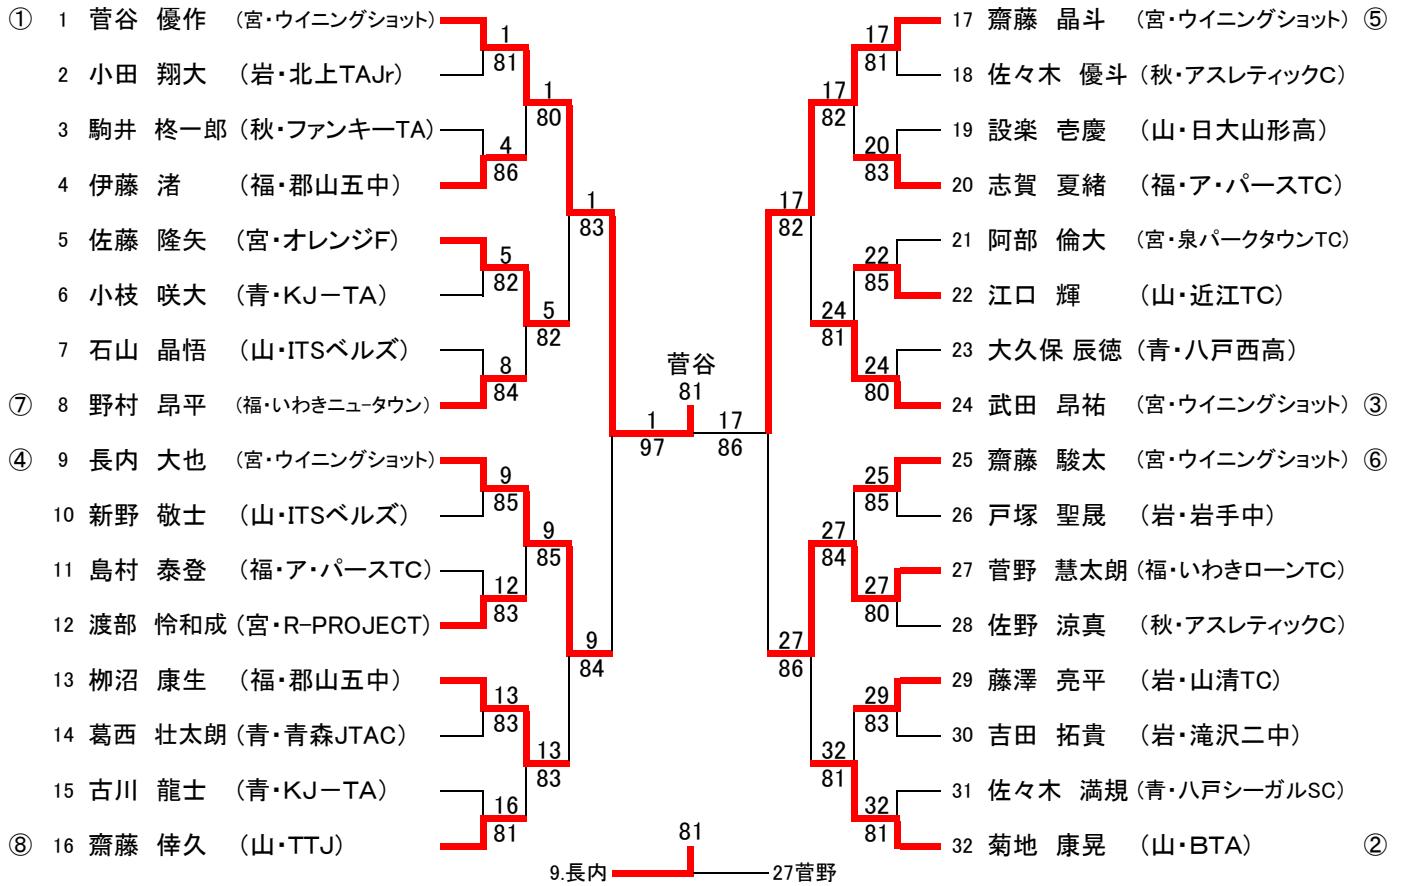 ① 1 菅谷 優作 (宮・ウイニングショット)
2 小田 翔大 (岩・北上TAJr)
3 駒井 柊一郎 (秋・ファンキーTA)
4 伊藤 渚 (福・郡山五中)
5 佐藤 隆矢 (宮・オレンジF)
6 小枝 咲大 (青・KJ－TA)
7 石山 晶悟 (山・ITSベルズ)
⑦ 8 野村 昂平 (福・いわきニュータウン)
④ 9 長内 大也 (宮・ウイニングショット)
10 新野 敬士 (山・ITSベルズ)
11 島村 泰登 (福・ア・パースTC)
12 渡部 怜和成 (宮・R-PROJECT)
13 栁沼 康生 (福・郡山五中)
14 葛西 壮太朗 (青・青森JTAC)
15 古川 龍士 (青・KJ－TA)
⑧ 16 齋藤 倖久 (山・TTJ)
1
81
4
86
5
82
8
84
9
85
12
83
13
83
16
81
1
80
5
82
9
85
13
83
1
83
9
84
1
97
菅谷
81
17
86
17
82
27
86
17
82
24
81
27
84
32
81
17
81
20
83
22
85
24
80
25
85
27
80
29
83
32
81
17 齋藤 晶斗 (宮・ウイニングショット) ⑤
18 佐々木 優斗 (秋・アスレティックC)
19 設楽 壱慶 (山・日大山形高)
20 志賀 夏緒 (福・ア・パースTC)
21 阿部 倫大 (宮・泉パークタウンTC)
22 江口 輝 (山・近江TC)
23 大久保 辰徳 (青・八戸西高)
24 武田 昂祐 (宮・ウイニングショット) ③
25 齋藤 駿太 (宮・ウイニングショット) ⑥
26 戸塚 聖晟 (岩・岩手中)
27 菅野 慧太朗 (福・いわきローンTC)
28 佐野 涼真 (秋・アスレティックC)
29 藤澤 亮平 (岩・山清TC)
30 吉田 拓貴 (岩・滝沢二中)
31 佐々木 満規 (青・八戸シーガルSC)
32 菊地 康晃 (山・BTA) ②
81
9.長内 27菅野